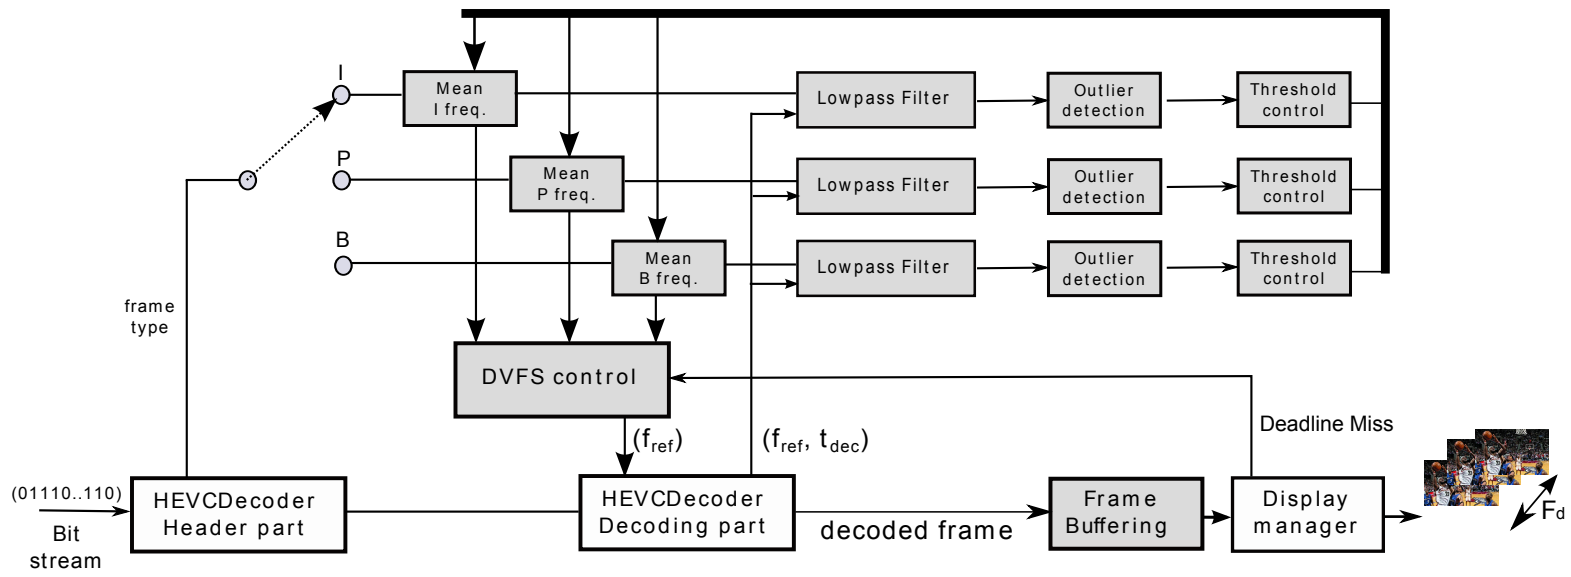 I
Mean
I freq.
Lowpass Filter
Outlier
detection
Threshold
control
P
Mean
P freq.
Lowpass Filter
Outlier
detection
Threshold
control
B
Mean
B freq.
Lowpass Filter
Outlier
detection
Threshold
control
frame
type
DVFS control
(fref)
(fref, tdec)
Deadline Miss
(01110..110)
Bit
stream
HEVCDecoder
Header part
HEVCDecoder
Decoding part
decoded frame
Frame
Buffering
Display
manager
Fd